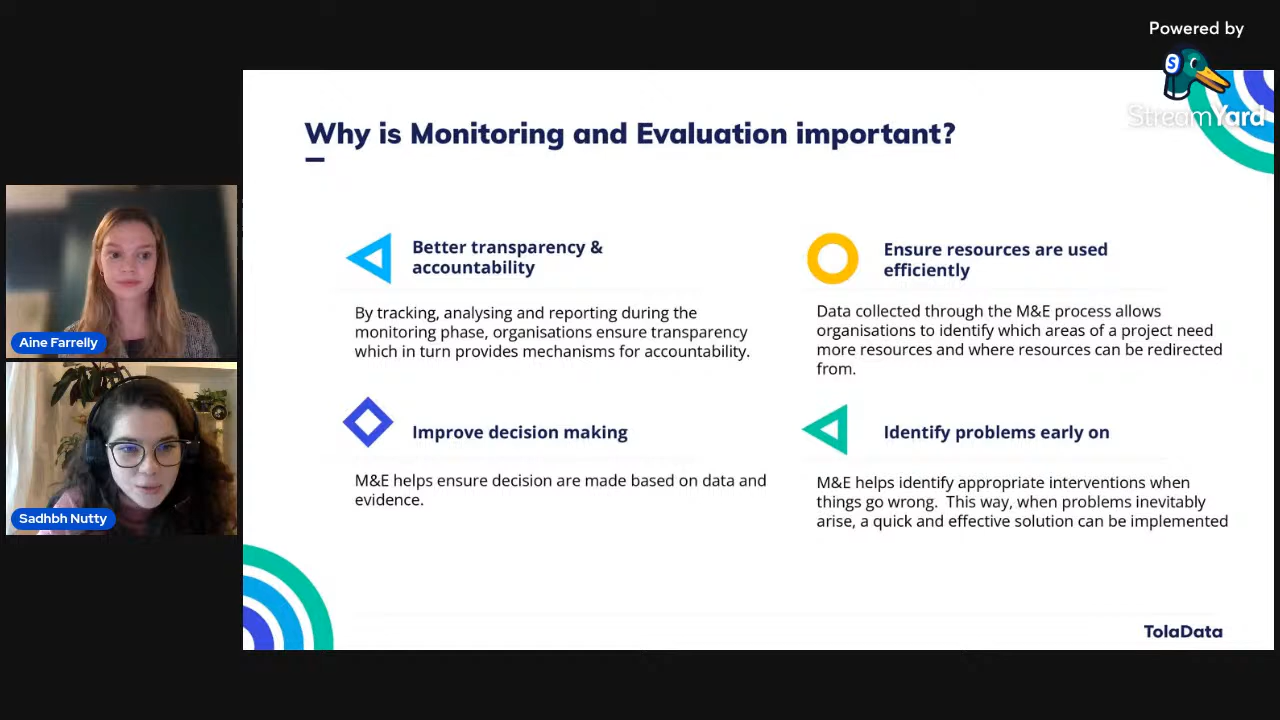 Powered by
S
StreamYard
Why is Monitoring and Evaluation important?
Better transparency &
accountability
By tracking, analysing and reporting during the
monitoring phase, organisations ensure transparency
which in turn provides mechanisms for accountability.
Ensure resources are used
efficiently
Data collected through the M&E process allows
organisations to identify which areas of a project need
more resources and where resources can be redirected
from.
Improve decision making
M&E helps ensure decision are made based on data and
evidence.
Identify problems early on
M&E helps identify appropriate interventions when
things go wrong.  This way, when problems inevitably
arise, a quick and effective solution can be implemented
TolaData
Aine Farrelly
Sadhbh Nutty